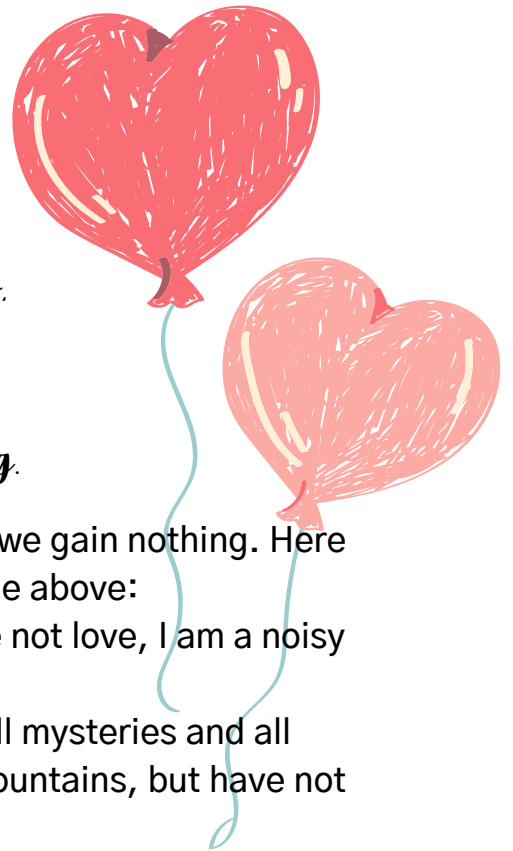 we gain nothing. Here
e above:
not love, I am a noisy
ll mysteries and all
ountains, but have not